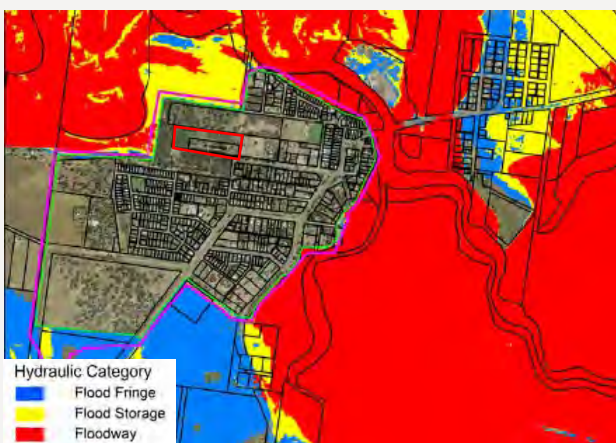 Hydraulic Category
Flood Fringe
Flood Storage
Floodway